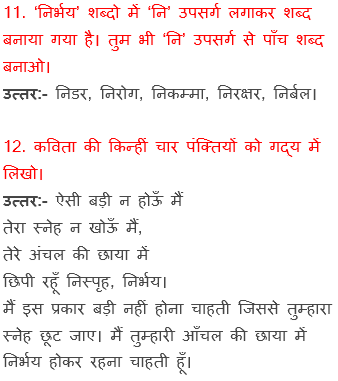 11. ‘निर्भय’ शब्दो में ‘नि’ उपसर्ग लगाकर शब्द
बनाया गया है। तुम भी ‘नि’ उपसर्ग से पाँच शब्द
बनाओ।
उत्तर:- निडर, निरोग, निकम्मा, निरक्षर, निर्बल।
12. कविता की किन्हीं चार पंक्तियों को गद्य में
लिखो।
उत्तर:- ऐसी बड़ी न होऊँ मैं
तेरा स्नेह न खोऊँ मैं,
तेरे अंचल की छाया में
छिपी रहूँ निस्पृह, निर्भय।
मैं इस प्रकार बड़ी नहीं होना चाहती जिससे तुम्हारा
स्नेह छूट जाए। मैं तुम्हारी आँचल की छाया में
निर्भय होकर रहना चाहती हूँ।